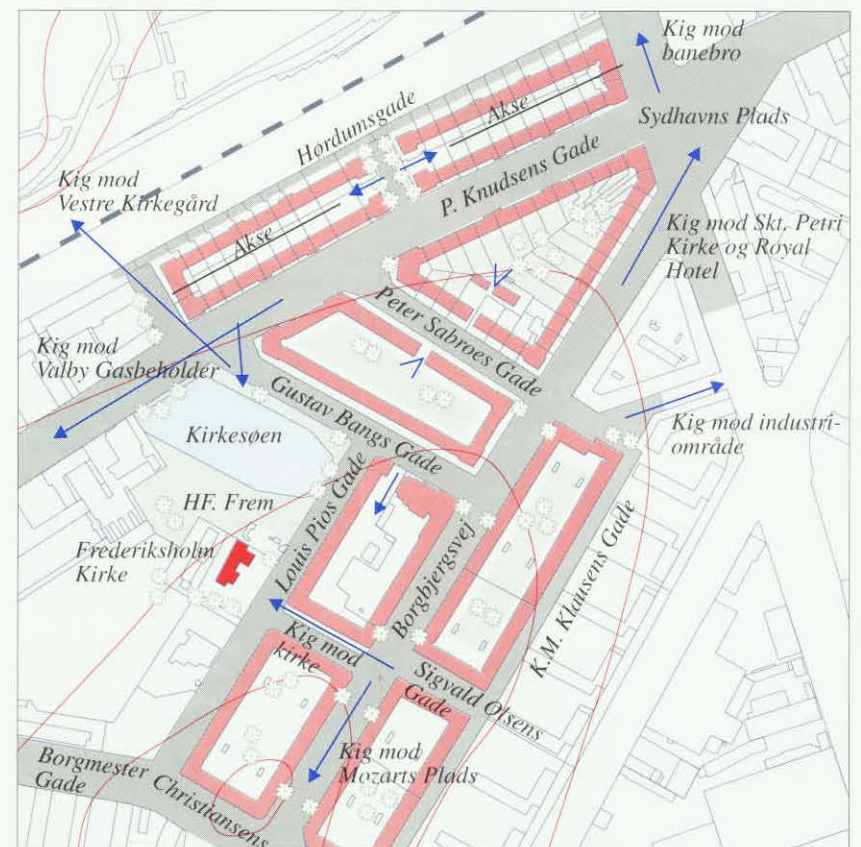 Kig mod
banebro
Sydhavns Plads
Hørdumsgade
Akse
P. Knudsens Gade
Kig mod
Vestre Kirkegård
Akse
Kig mod Skt. Petri
Kirke og Royal
Hotel
Peter Sabroes Gade
Kig mod
Valby Gasbeholder
Gustav Bangs Gade
Kig mod industri-
område
Kirkesøen
HF. Frem
Louis Pios Gade
Frederiksholm
Kirke
Borgbjergsvej
K.M. Klausens Gade
Kig mod
kirke
Sigvald Olsens
Gade
Kig mod
Mozarts Plads
Borgmester Christiansens
Gade